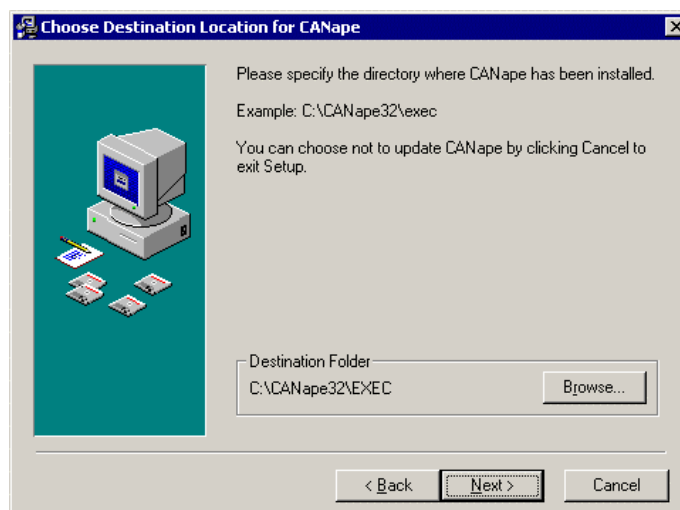 Choose Destination Location for CANape
Please specify the directory where CANape has been installed.
Example: C:\CANape32\exec
You can choose not to update CANape by clicking Cancel to
exit Setup.
Destination Folder
C:\CANape32\EXEC
Browse...
< Back
Next >
Cancel